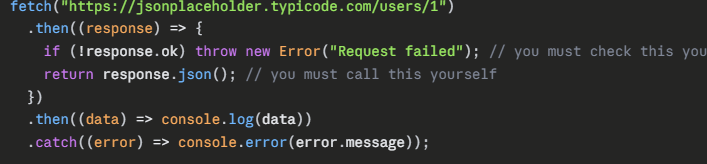 fetch("https://jsonplaceholder.typicode.com/users/1")
.then((response) => {
if (!response.ok) throw new Error("Request failed"); // you must check this you
return response.json(); // you must call this yourself
})
.then((data) => console.log(data))
.catch((error) => console.error(error.message));